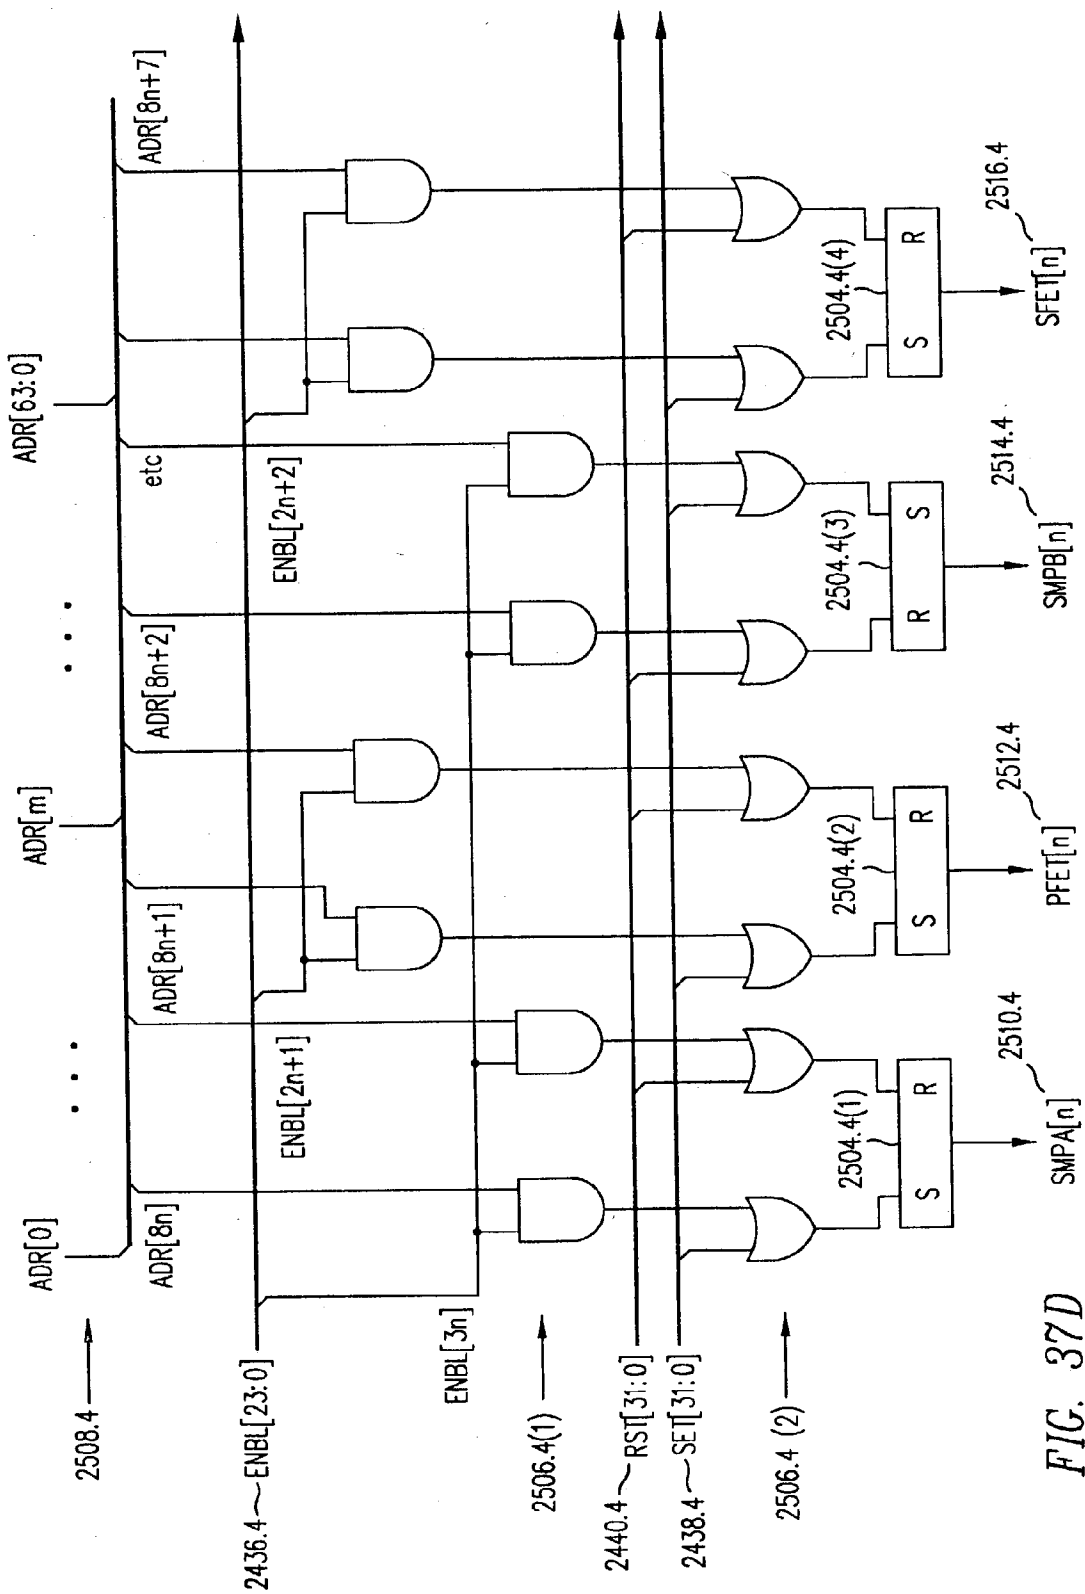 2508.4
ADR[0]
ADR[m]
ADR[63:0]
ADR[8n]
ADR[8n+1]
ADR[8n+2]
etc
ADR[8n+7]
2436.4
ENBL[23:0]
ENBL[2n+1]
ENBL[2n+2]
ENBL[3n]
2506.4(1)
2440.4
RST[31:0]
2438.4
SET[31:0]
2506.4 (2)
2504.4(1)
2504.4(2)
2504.4(3)
2504.4(4)
S R
S R
R S
S R
2510.4
2512.4
2514.4
2516.4
SMPA[n]
PFET[n]
SMPB[n]
SFET[n]
FIG. 37D